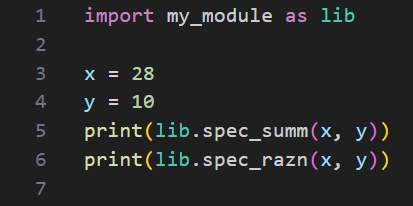 1 import my_module as lib
2
3 x = 28
4 y = 10
5 print(lib.spec_summ(x, y))
6 print(lib.spec_razn(x, y))
7